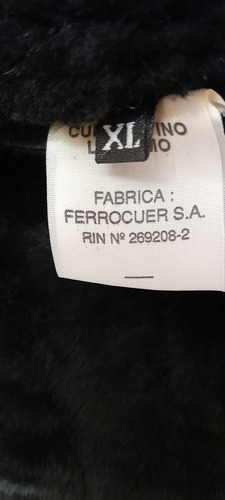 XL
FABRICA :
FERROCUER S.A.
RIN Nº 269208-2